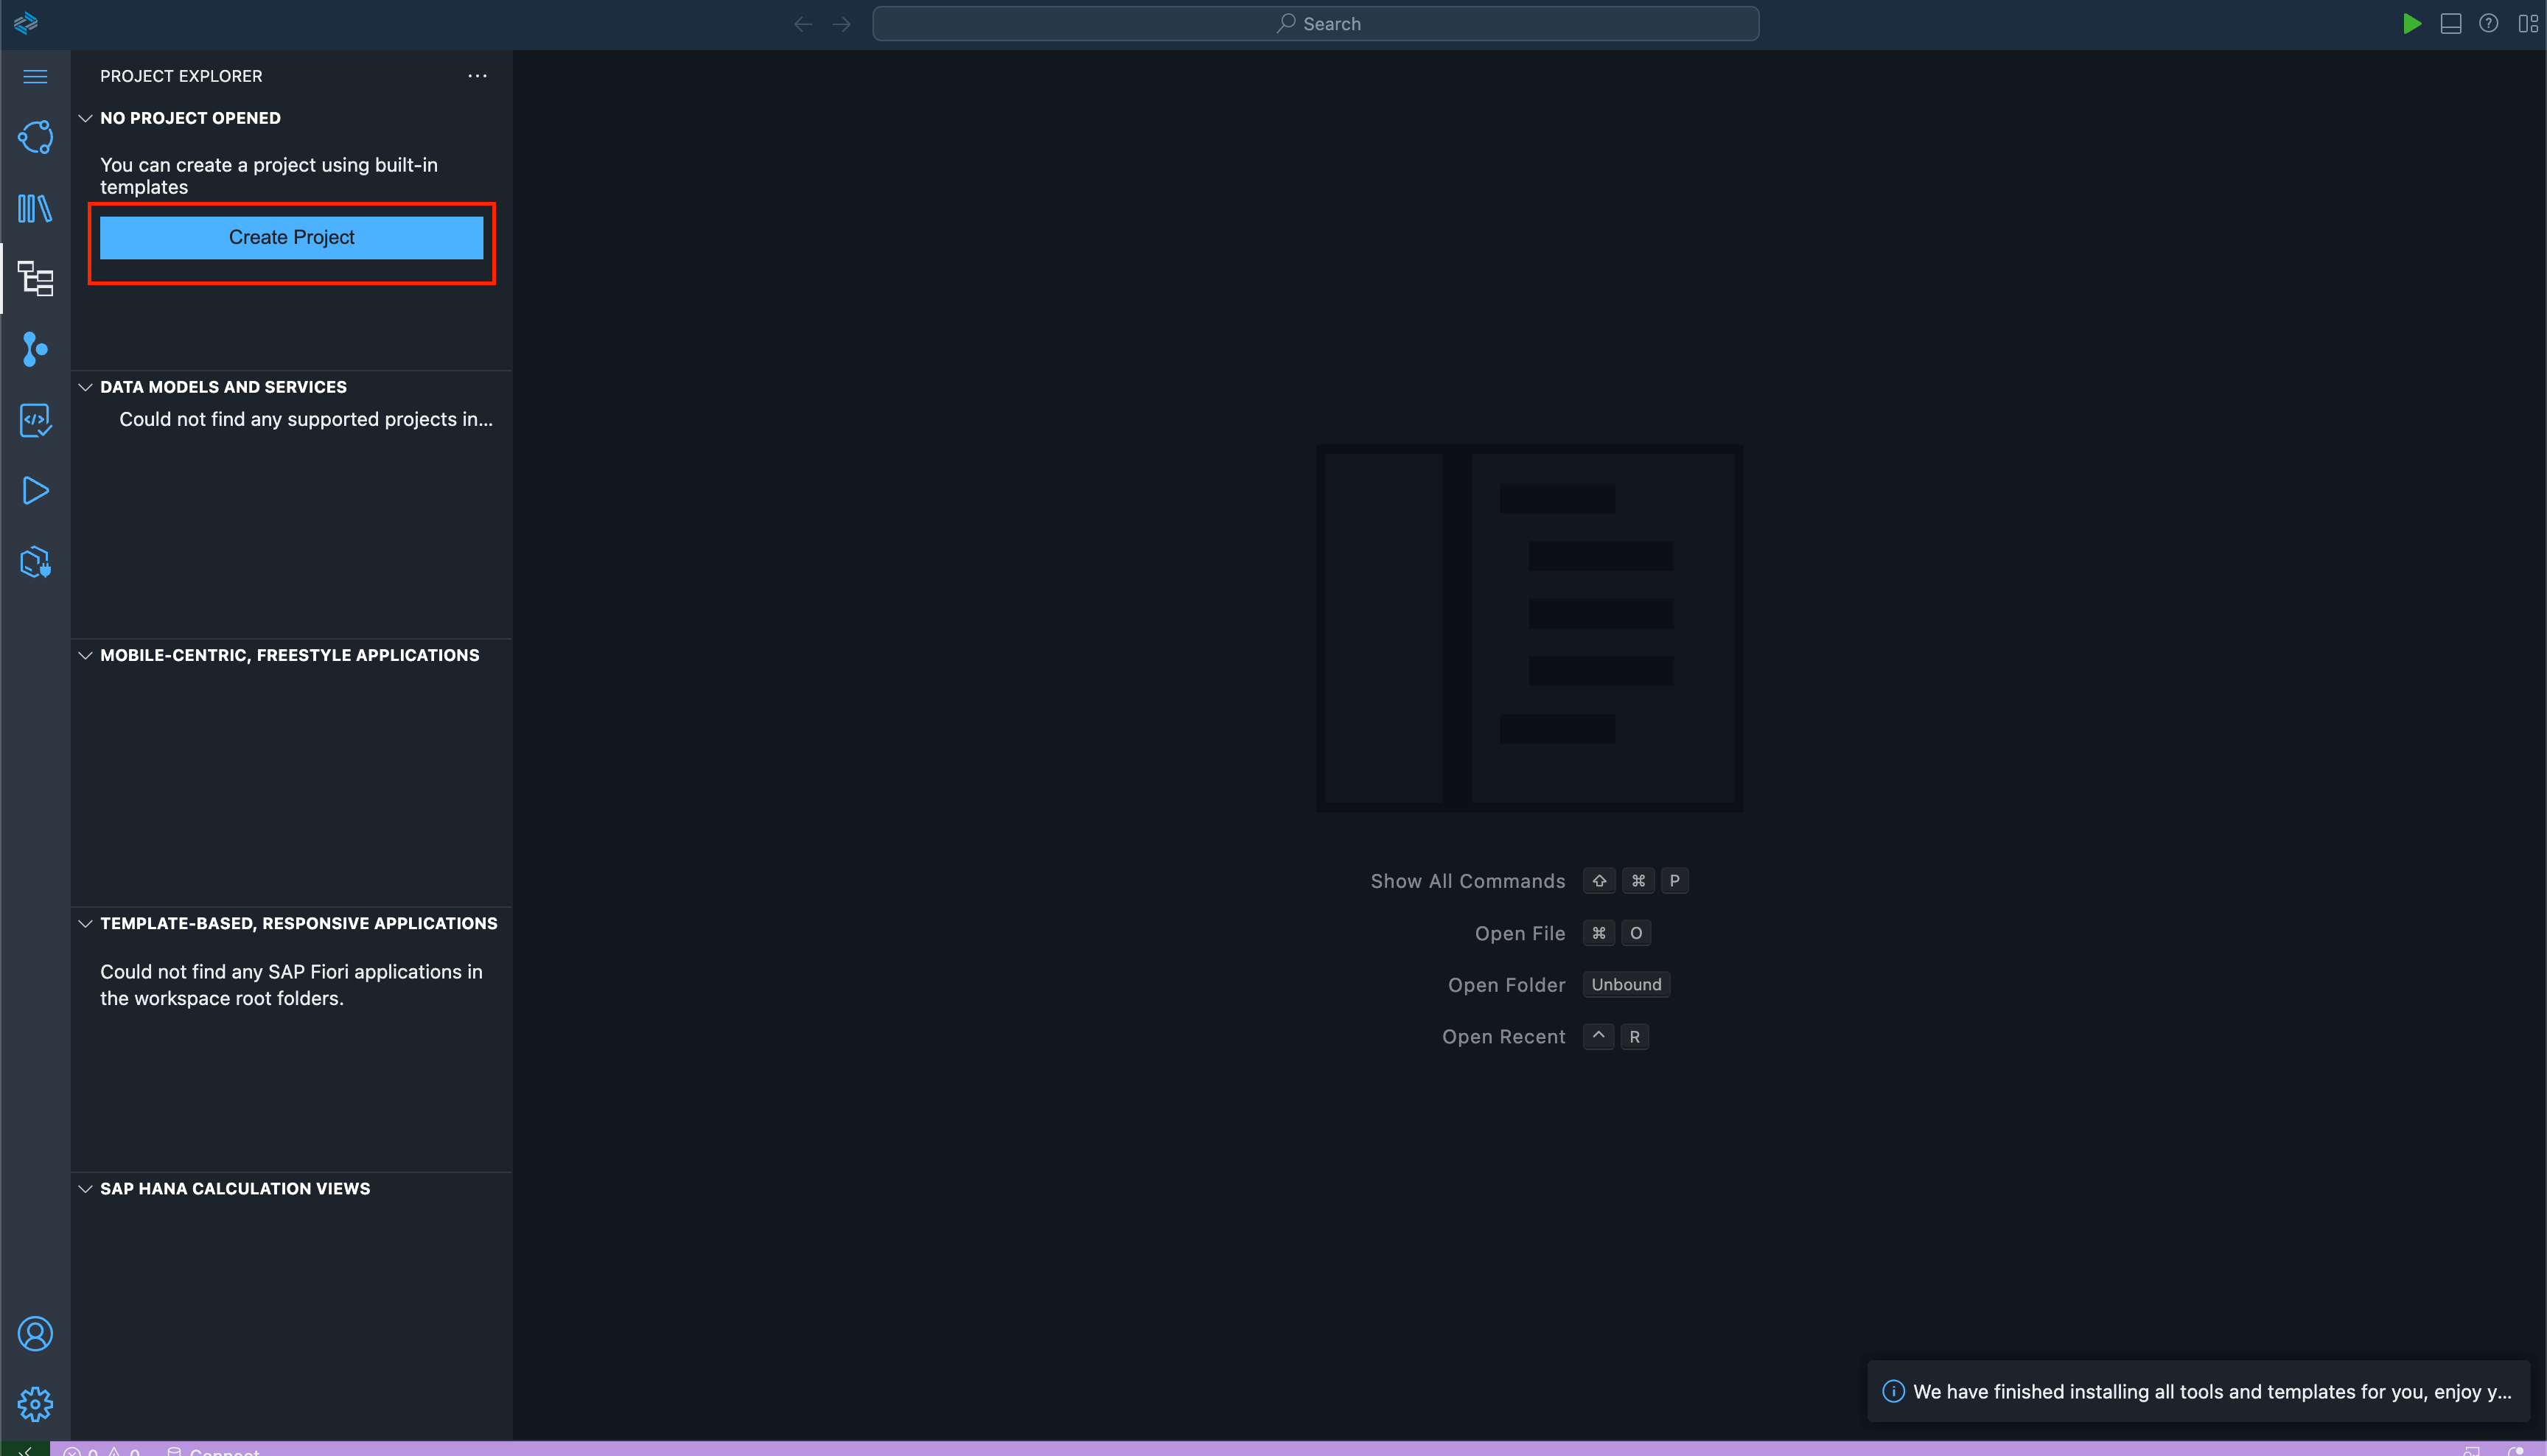 Search
PROJECT EXPLORER
NO PROJECT OPENED
You can create a project using built-in
templates
Create Project
DATA MODELS AND SERVICES
Could not find any supported projects in...
MOBILE-CENTRIC, FREESTYLE APPLICATIONS
TEMPLATE-BASED, RESPONSIVE APPLICATIONS
Could not find any SAP Fiori applications in
the workspace root folders.
SAP HANA CALCULATION VIEWS
Show All Commands ⇧ ⌘ P
Open File ⌘ O
Open Folder Unbound
Open Recent ^ R
We have finished installing all tools and templates for you, enjoy y...
0 0 Connect